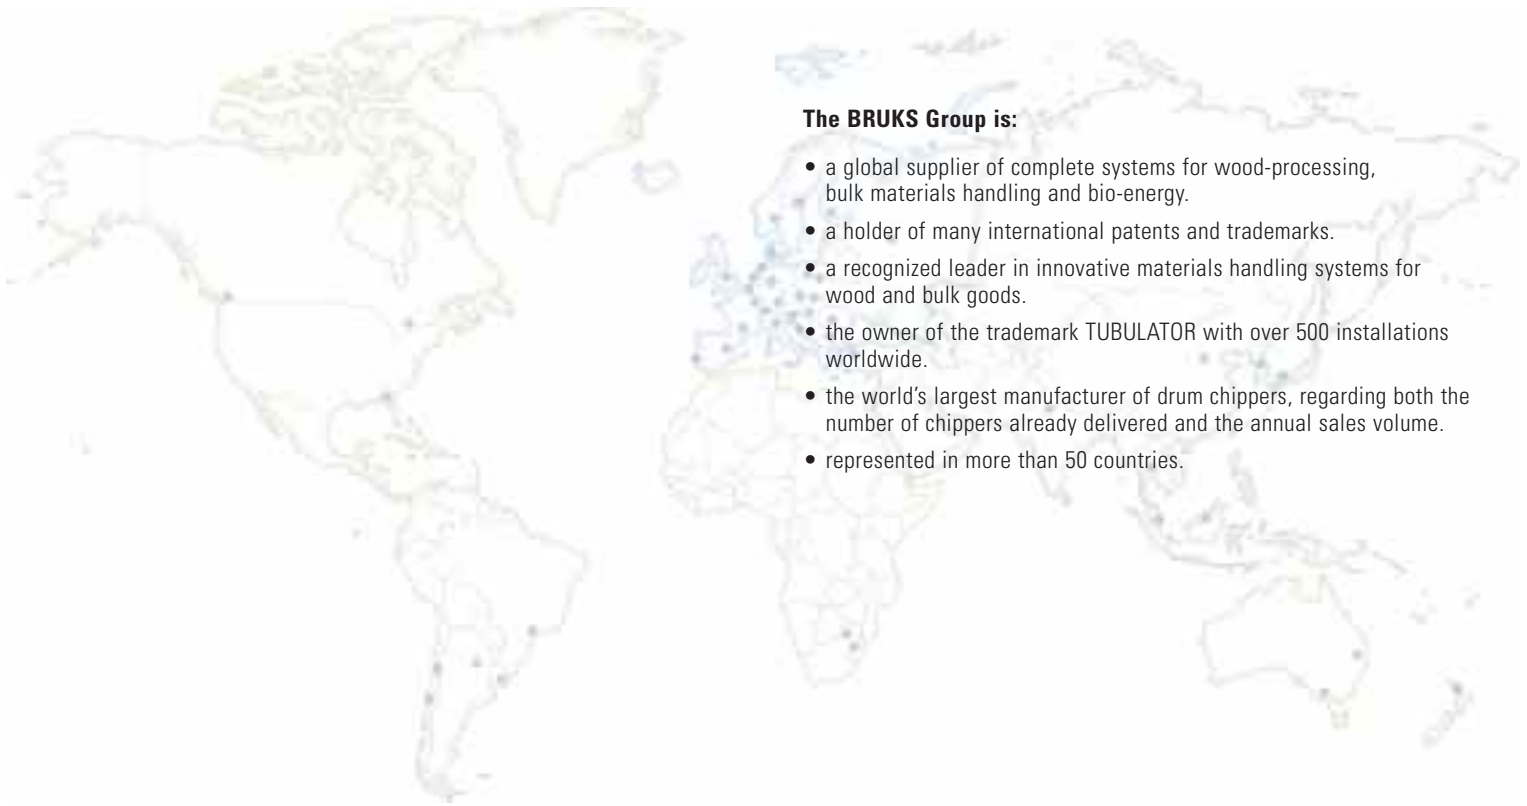 The BRUKS Group is:
• a global supplier of complete systems for wood-processing,
bulk materials handling and bio-energy.
• a holder of many international patents and trademarks.
• a recognized leader in innovative materials handling systems for
wood and bulk goods.
• the owner of the trademark TUBULATOR with over 500 installations
worldwide.
• the world's largest manufacturer of drum chippers, regarding both the
number of chippers already delivered and the annual sales volume.
• represented in more than 50 countries.